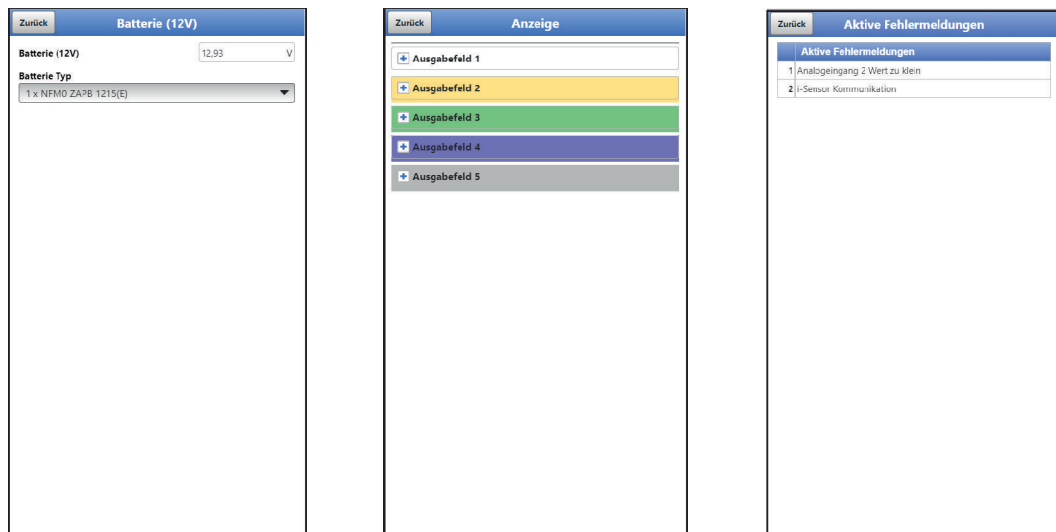 Zurück Batterie (12V)
Batterie (12V) 12,93 V
Batterie Typ
1 x NFM0 ZAPB 1215(E)
Zurück Anzeige
Ausgabefeld 1
Ausgabefeld 2
Ausgabefeld 3
Ausgabefeld 4
Ausgabefeld 5
Zurück Aktive Fehlermeldungen
Aktive Fehlermeldungen
1 Analogeingang 2 Wert zu klein
2 i-Sensor Kommunikation